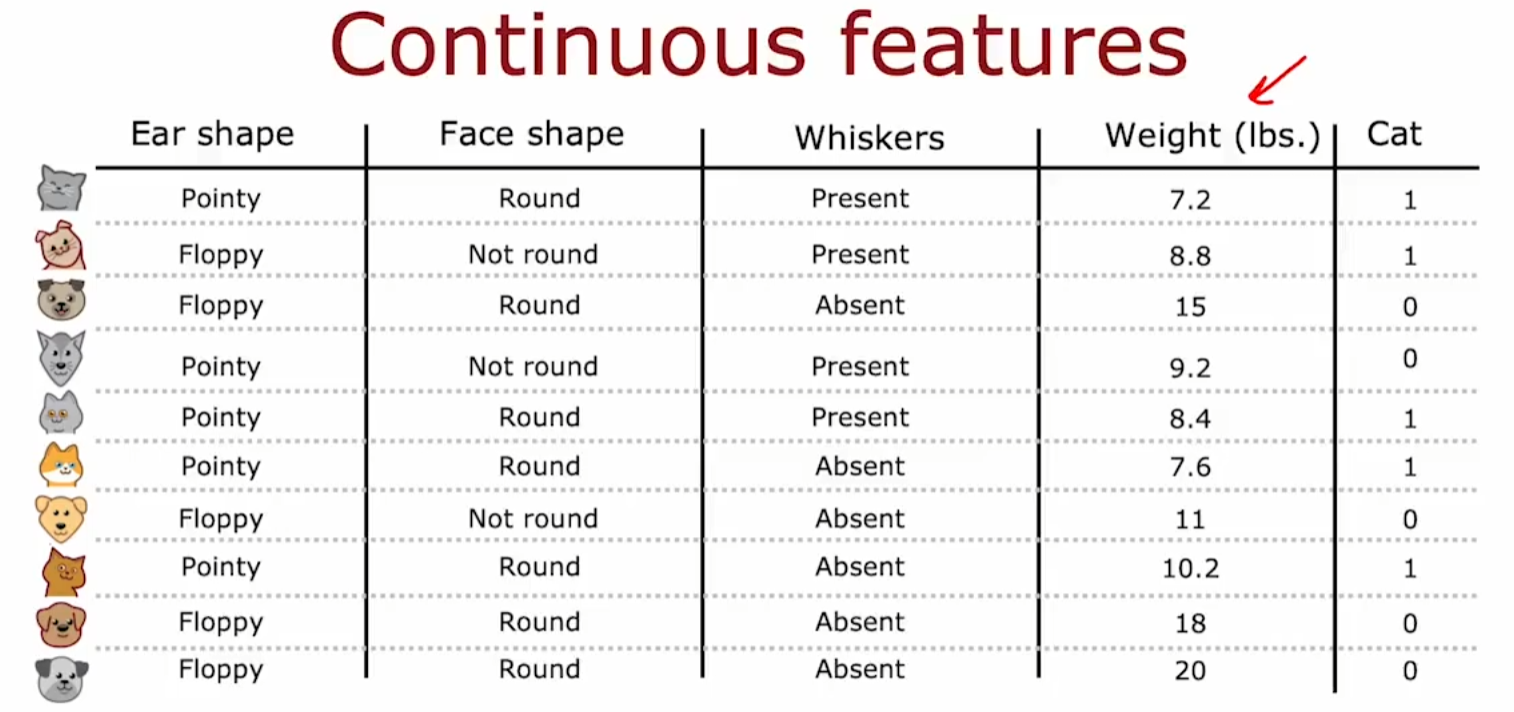 Continuous features
Ear shape Face shape Whiskers Weight (lbs.) Cat
Pointy Round Present 7.2 1
Floppy Not round Present 8.8 1
Floppy Round Absent 15 0
Pointy Not round Present 9.2 0
Pointy Round Present 8.4 1
Pointy Round Absent 7.6 1
Floppy Not round Absent 11 0
Pointy Round Absent 10.2 1
Floppy Round Absent 18 0
Floppy Round Absent 20 0